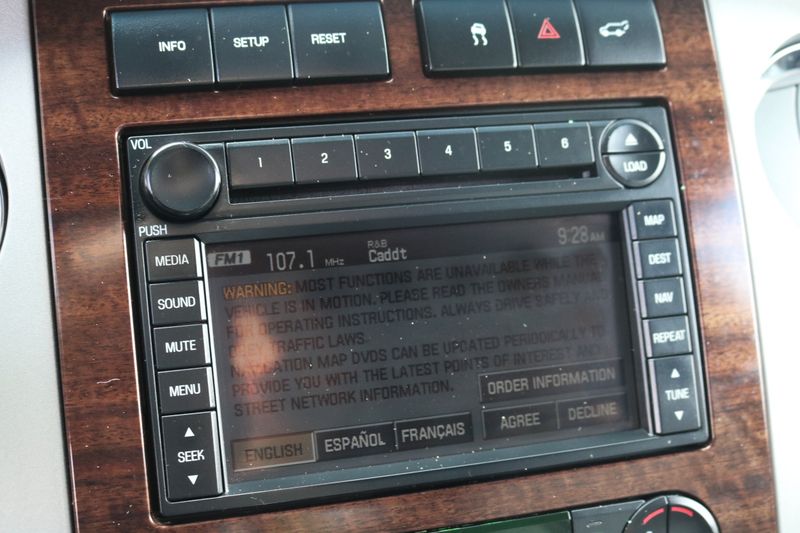 INFO SETUP RESET
VOL
1 2 3 4 5 6
LOAD
PUSH
MEDIA
SOUND
MUTE
MENU
SEEK
MAP
DEST
NAV
REPEAT
TUNE
FM1 107.1 MHz R&B 9:28 AM
Caddt
WARNING: MOST FUNCTIONS ARE UNAVAILABLE WHILE THE
VEHICLE IS IN MOTION. PLEASE READ THE OWNERS MANUAL
FOR OPERATING INSTRUCTIONS. ALWAYS DRIVE SAFELY AND
OBEY TRAFFIC LAWS.
NAVIGATION MAP DVDS CAN BE UPDATED PERIODICALLY TO
PROVIDE YOU WITH THE LATEST POINTS OF INTEREST AND
STREET NETWORK INFORMATION.
ORDER INFORMATION
ENGLISH ESPAÑOL FRANÇAIS AGREE DECLINE